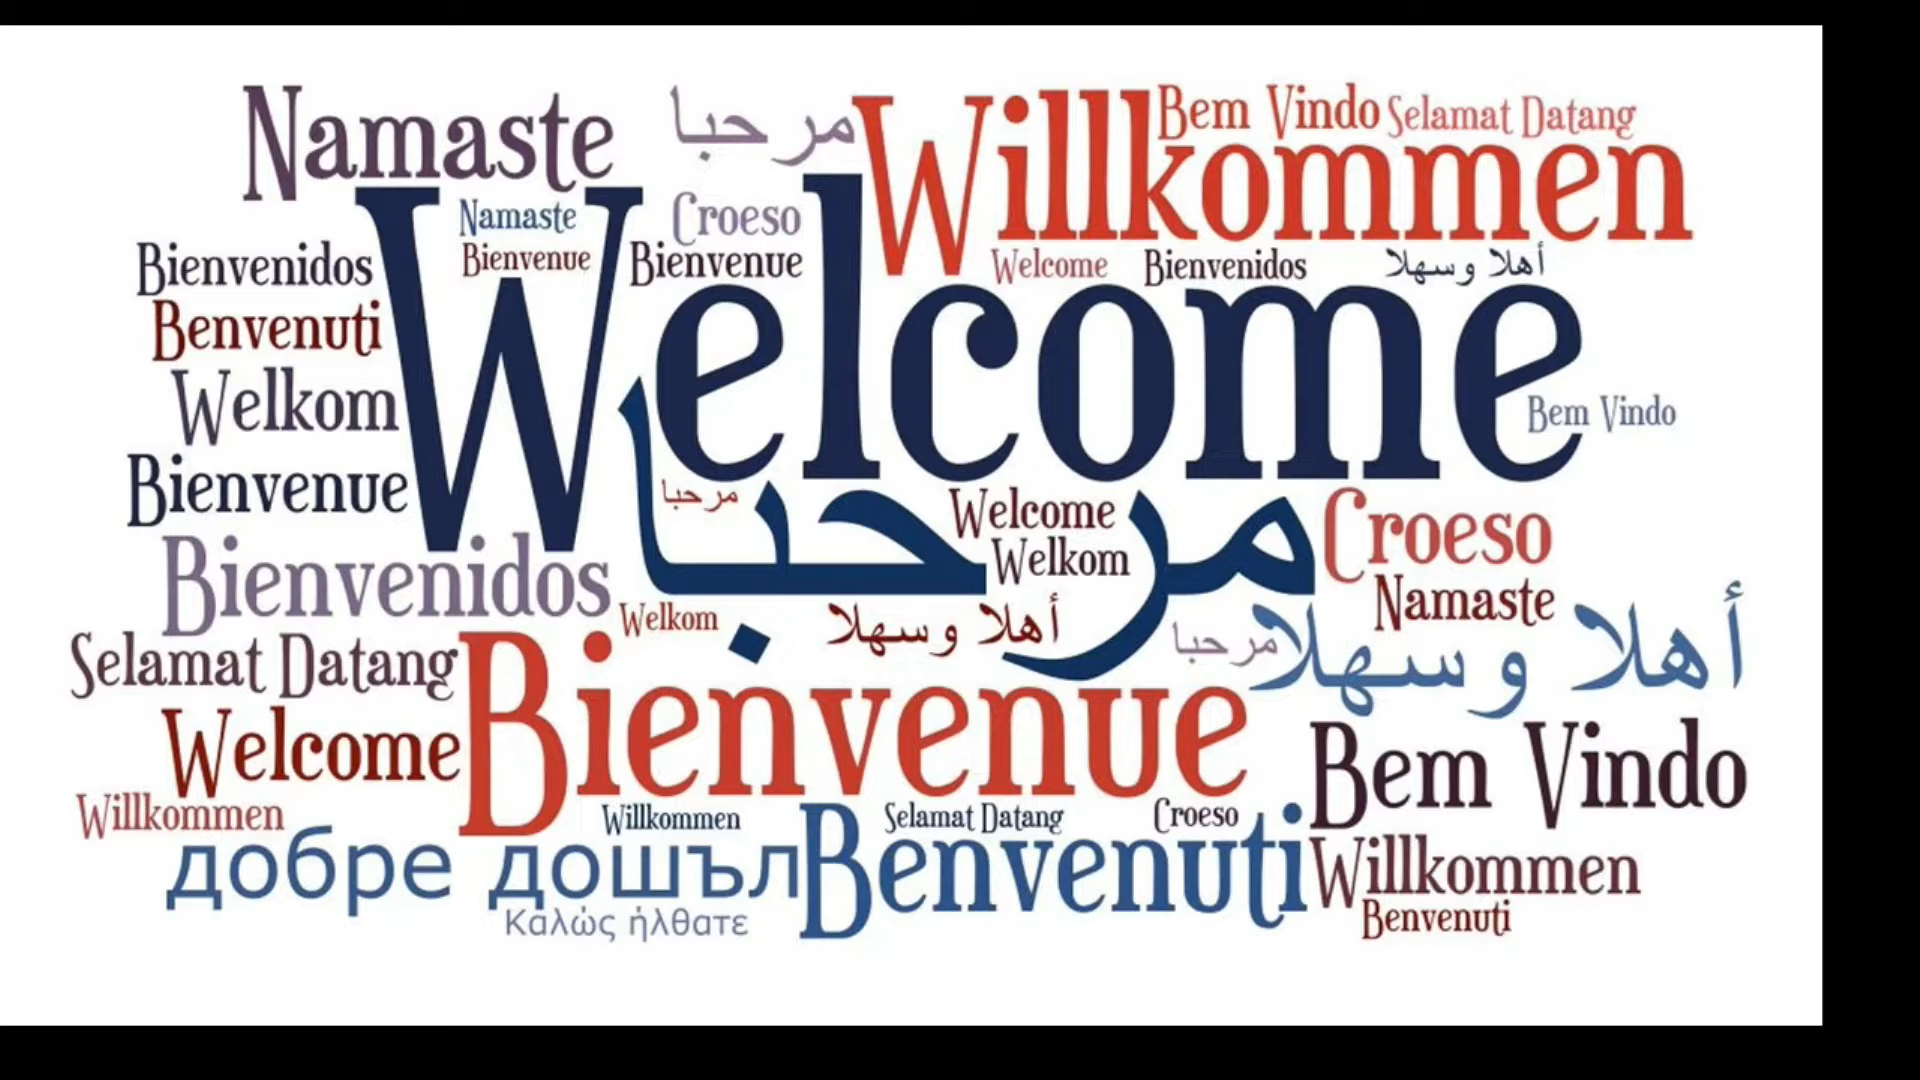 Namaste مرحبا Willkommen Bem Vindo Selamat Datang
Namaste Croeso
Bienvenidos Bienvenue Bienvenue Welcome Bienvenidos أهلا وسهلا
Welcome
Benvenuti
Welkom Bem Vindo
Bienvenue مرحبا Welcome Croeso
مرحبا
Welkom
Bienvenidos Namaste
Welkom أهلا وسهلا مرحبا أهلا وسهلا
Selamat Datang
Bienvenue
Welcome Bem Vindo
Willkommen Willkommen Selamat Datang Croeso
добре дошъл Benvenuti Willkommen
Καλώς ήλθατε Benvenuti